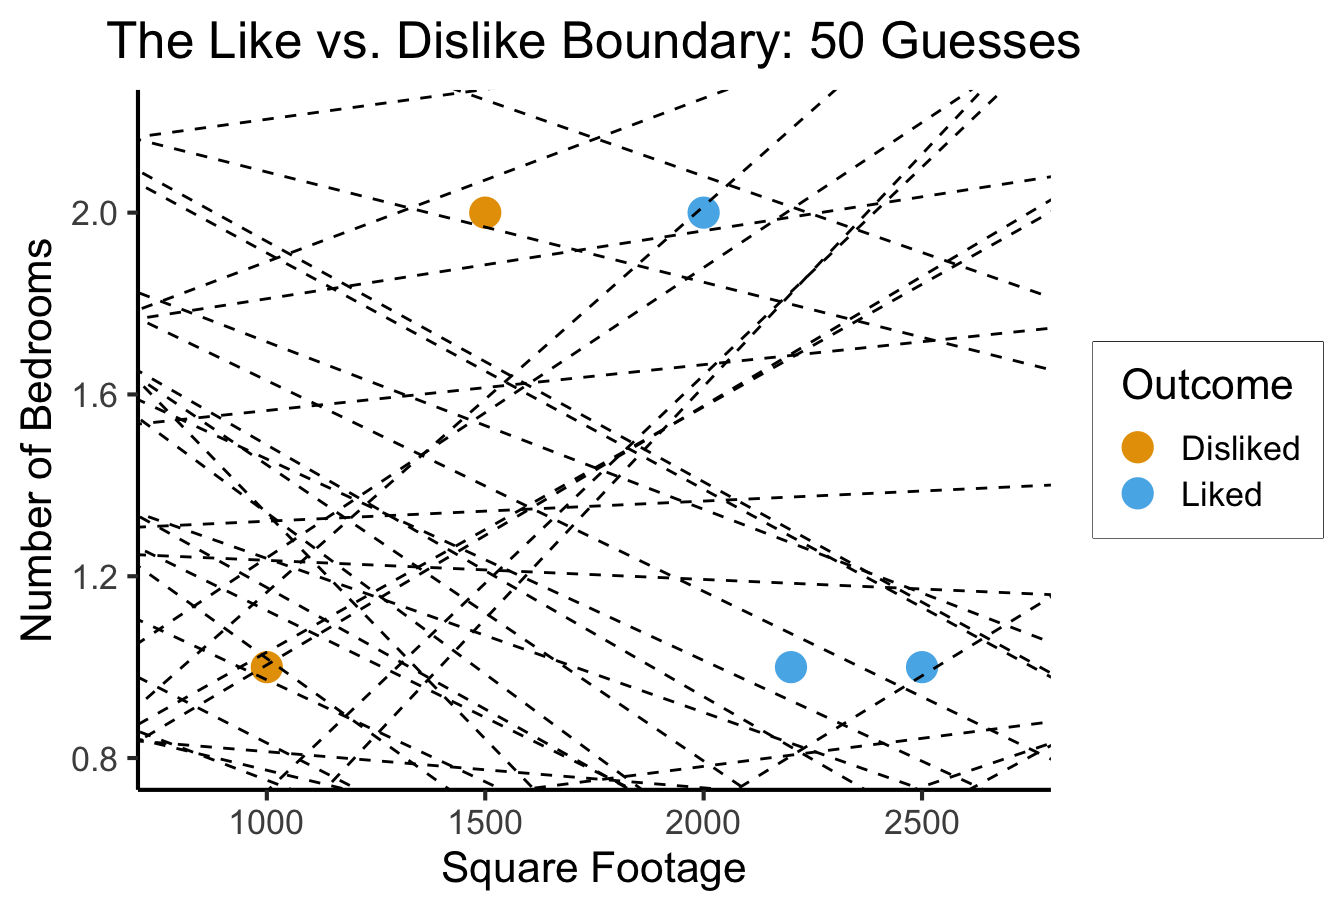 The Like vs. Dislike Boundary: 50 Guesses
Number of Bedrooms
2.0
1.6
1.2
0.8
1000 1500 2000 2500
Square Footage
Outcome
Disliked
Liked